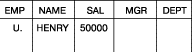 EMP NAME SAL MGR DEPT
U. HENRY 50000